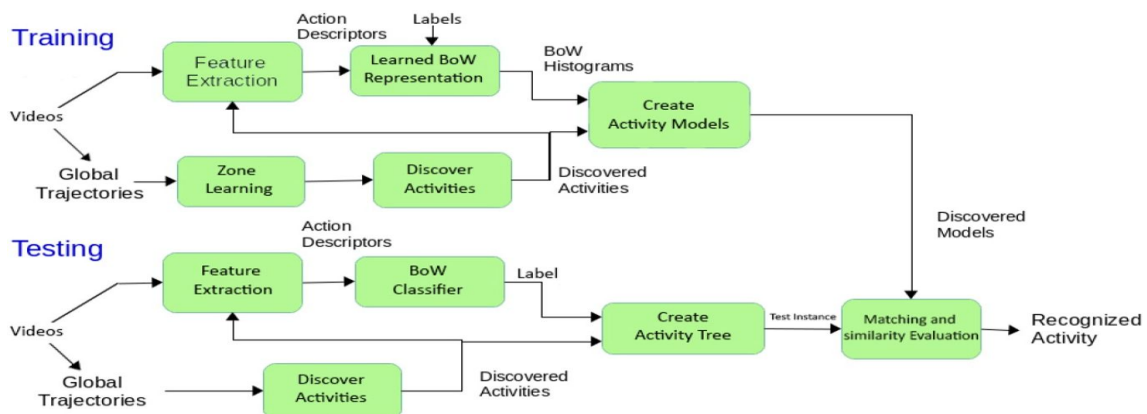 Training
Videos
Global
Trajectories
Feature
Extraction
Action
Descriptors
Labels
Learned BoW
Representation
BoW
Histograms
Zone
Learning
Discover
Activities
Discovered
Activities
Create
Activity Models
Discovered
Models
Testing
Videos
Global
Trajectories
Feature
Extraction
Action
Descriptors
BoW
Classifier
Label
Discover
Activities
Discovered
Activities
Create
Activity Tree
Test Instance
Matching and
similarity Evaluation
Recognized
Activity